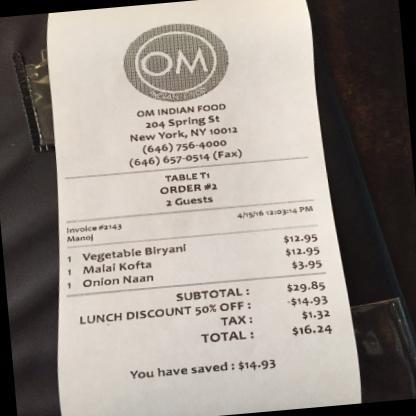 OM
OM INDIAN FOOD
204 Spring St
New York, NY 10012
(646) 756-4000
(646) 657-0514 (Fax)
TABLE T1
ORDER #2
2 Guests
Invoice #2143 4/15/16 12:03:14 PM
Manoj
1 Vegetable Biryani $12.95
1 Malai Kofta $12.95
1 Onion Naan $3.95
SUBTOTAL : $29.85
LUNCH DISCOUNT 50% OFF : -$14.93
TAX : $1.32
TOTAL : $16.24
You have saved : $14.93